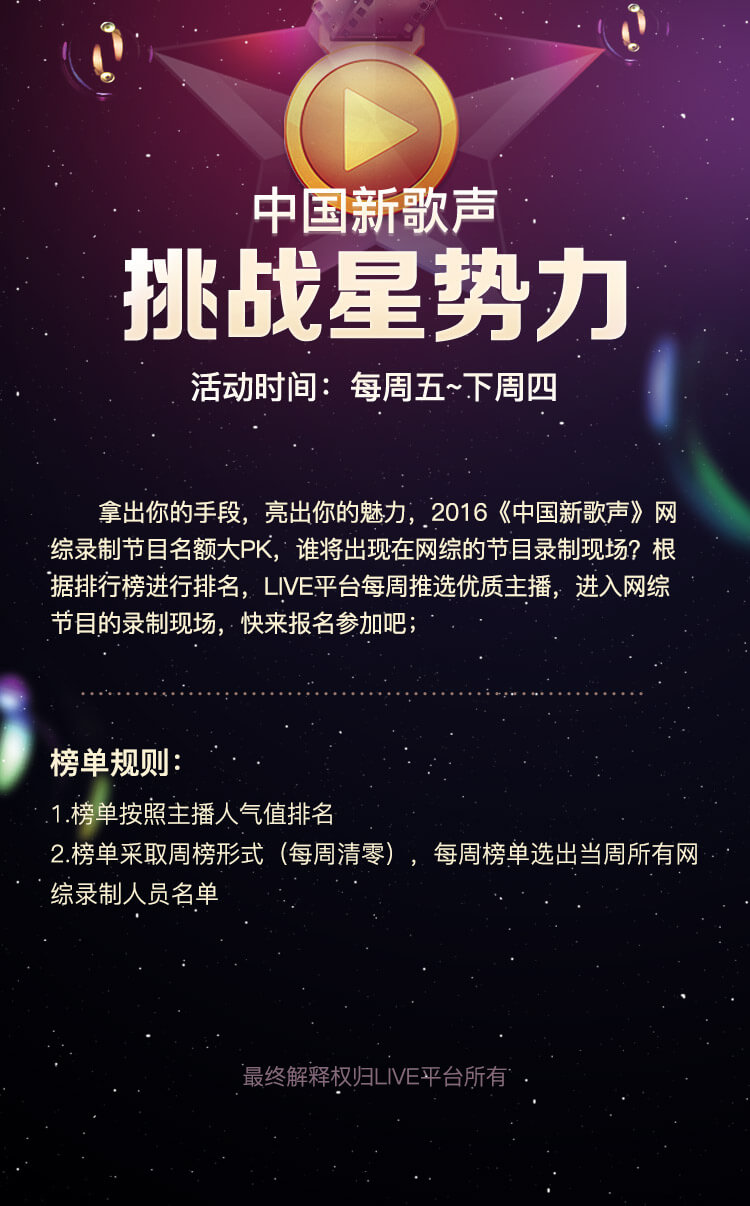 中国新歌声
挑战星势力
活动时间：每周五~下周四
拿出你的手段，亮出你的魅力，2016《中国新歌声》网
综录制节目名额大PK，谁将出现在网综的节目录制现场？根
据排行榜进行排名，LIVE平台每周推选优质主播，进入网综
节目的录制现场，快来报名参加吧；
榜单规则：
1.榜单按照主播人气值排名
2.榜单采取周榜形式（每周清零），每周榜单选出当周所有网
综录制人员名单
最终解释权归LIVE平台所有